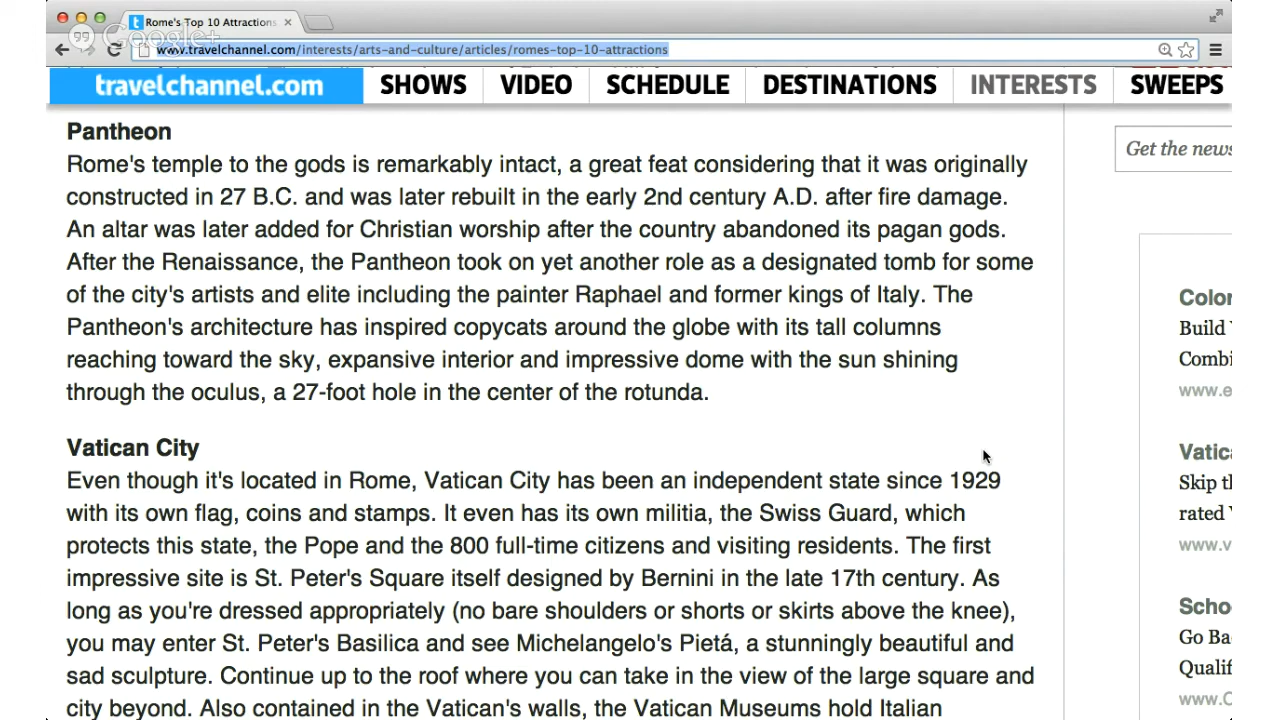 Rome's Top 10 Attractions
Google+
www.travelchannel.com/interests/arts-and-culture/articles/romes-top-10-attractions
travelchannel.com SHOWS VIDEO SCHEDULE DESTINATIONS INTERESTS SWEEPS
Pantheon
Rome's temple to the gods is remarkably intact, a great feat considering that it was originally
constructed in 27 B.C. and was later rebuilt in the early 2nd century A.D. after fire damage.
An altar was later added for Christian worship after the country abandoned its pagan gods.
After the Renaissance, the Pantheon took on yet another role as a designated tomb for some
of the city's artists and elite including the painter Raphael and former kings of Italy. The
Pantheon's architecture has inspired copycats around the globe with its tall columns
reaching toward the sky, expansive interior and impressive dome with the sun shining
through the oculus, a 27-foot hole in the center of the rotunda.
Vatican City
Even though it's located in Rome, Vatican City has been an independent state since 1929
with its own flag, coins and stamps. It even has its own militia, the Swiss Guard, which
protects this state, the Pope and the 800 full-time citizens and visiting residents. The first
impressive site is St. Peter's Square itself designed by Bernini in the late 17th century. As
long as you're dressed appropriately (no bare shoulders or shorts or skirts above the knee),
you may enter St. Peter's Basilica and see Michelangelo's Pietá, a stunningly beautiful and
sad sculpture. Continue up to the roof where you can take in the view of the large square and
city beyond. Also contained in the Vatican's walls, the Vatican Museums hold Italian
Get the news
Color
Build
Combi
www.e
Vatic
Skip t
rated
www.v
Scho
Go Ba
Qualif
www.C